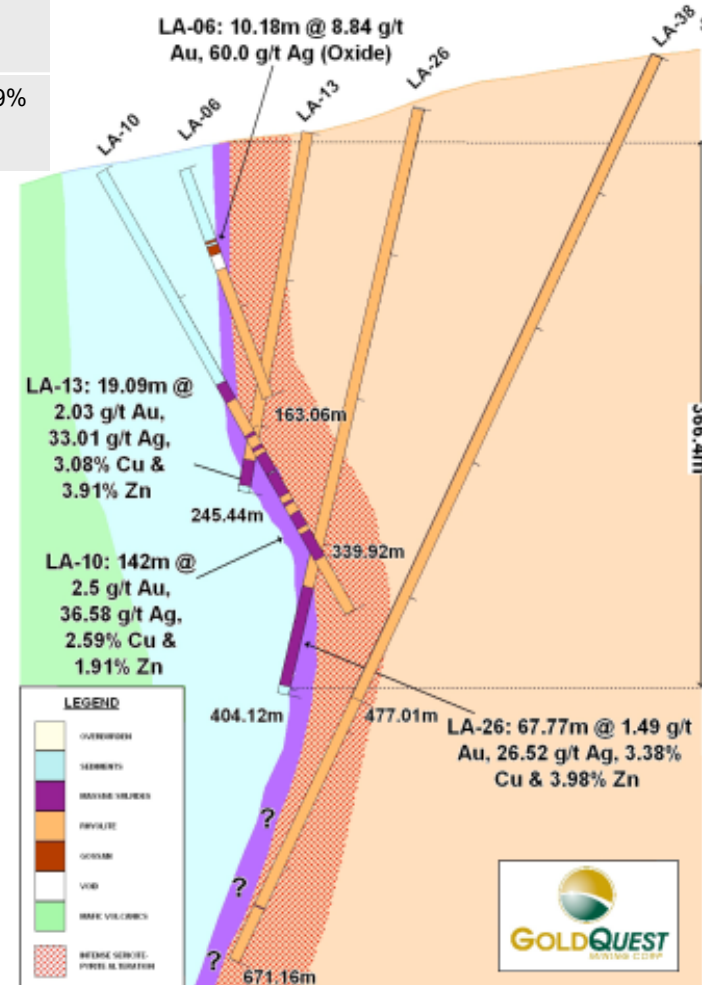 9%
LA-06: 10.18m @ 8.84 g/t
Au, 60.0 g/t Ag (Oxide)
LA-38
LA-26
LA-13
LA-06
LA-10
LA-13: 19.09m @
2.03 g/t Au,
33.01 g/t Ag,
3.08% Cu &
3.91% Zn
163.06m
245.44m
339.92m
LA-10: 142m @
2.5 g/t Au,
36.58 g/t Ag,
2.59% Cu &
1.91% Zn
404.12m
477.01m
LA-26: 67.77m @ 1.49 g/t
Au, 26.52 g/t Ag, 3.38%
Cu & 3.98% Zn
?
?
?
671.16m
LEGEND
OVERBURDEN
SEDIMENTS
MASSIVE SULFIDES
RHYOLITE
GOSSAN
VOID
MAFIC VOLCANICS
INTENSE SERICITE-
PYRITE ALTERATION
GOLDQUEST
MINING CORP